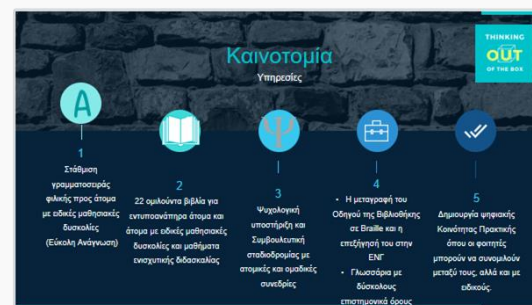 THINKING
OUT
OF THE BOX
Καινοτομία
Υπηρεσίες
A
1
Στάθμιση
γραμματοσειράς
φιλικής προς άτομα
με ειδικές μαθησιακές
δυσκολίες
(Εύκολη Ανάγνωση)
2
22 ομιλούντα βιβλία για
εντυποανάπηρα άτομα και
άτομα με ειδικές μαθησιακές
δυσκολίες και μαθήματα
ενισχυτικής διδασκαλίας
Ψ
3
Ψυχολογική
υποστήριξη και
Συμβουλευτική
σταδιοδρομίας με
ατομικές και ομαδικές
συνεδρίες
4
• Η μεταγραφή του
Οδηγού της Βιβλιοθήκης
σε Braille και η
επεξήγησή του στην
ΕΝΓ
• Γλωσσάρια με
δύσκολους
επιστημονικά όρους
5
Δημιουργία ψηφιακής
Κοινότητας Πρακτικής
όπου οι φοιτητές
μπορούν να συνομιλούν
μεταξύ τους, αλλά και με
ειδικούς.